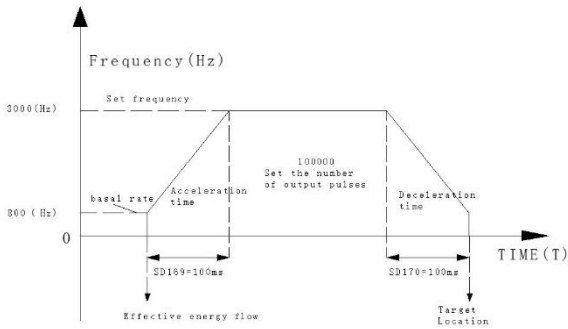 Frequency(Hz)
3000(Hz)
Set frequency
100000
Set the number
of output pulses
basal rate
Acceleration
time
Deceleration
time
800 (Hz)
0
TIME(T)
SD169=100ms
SD170=100ms
Effective energy flow
Target
Location